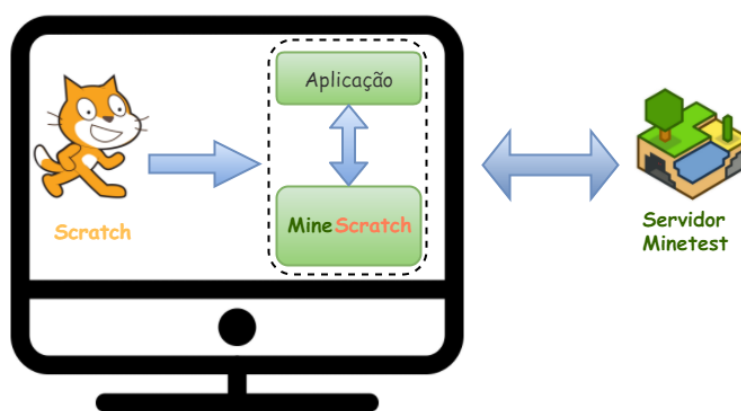 Aplicação
MineScratch
Scratch
Servidor
Minetest